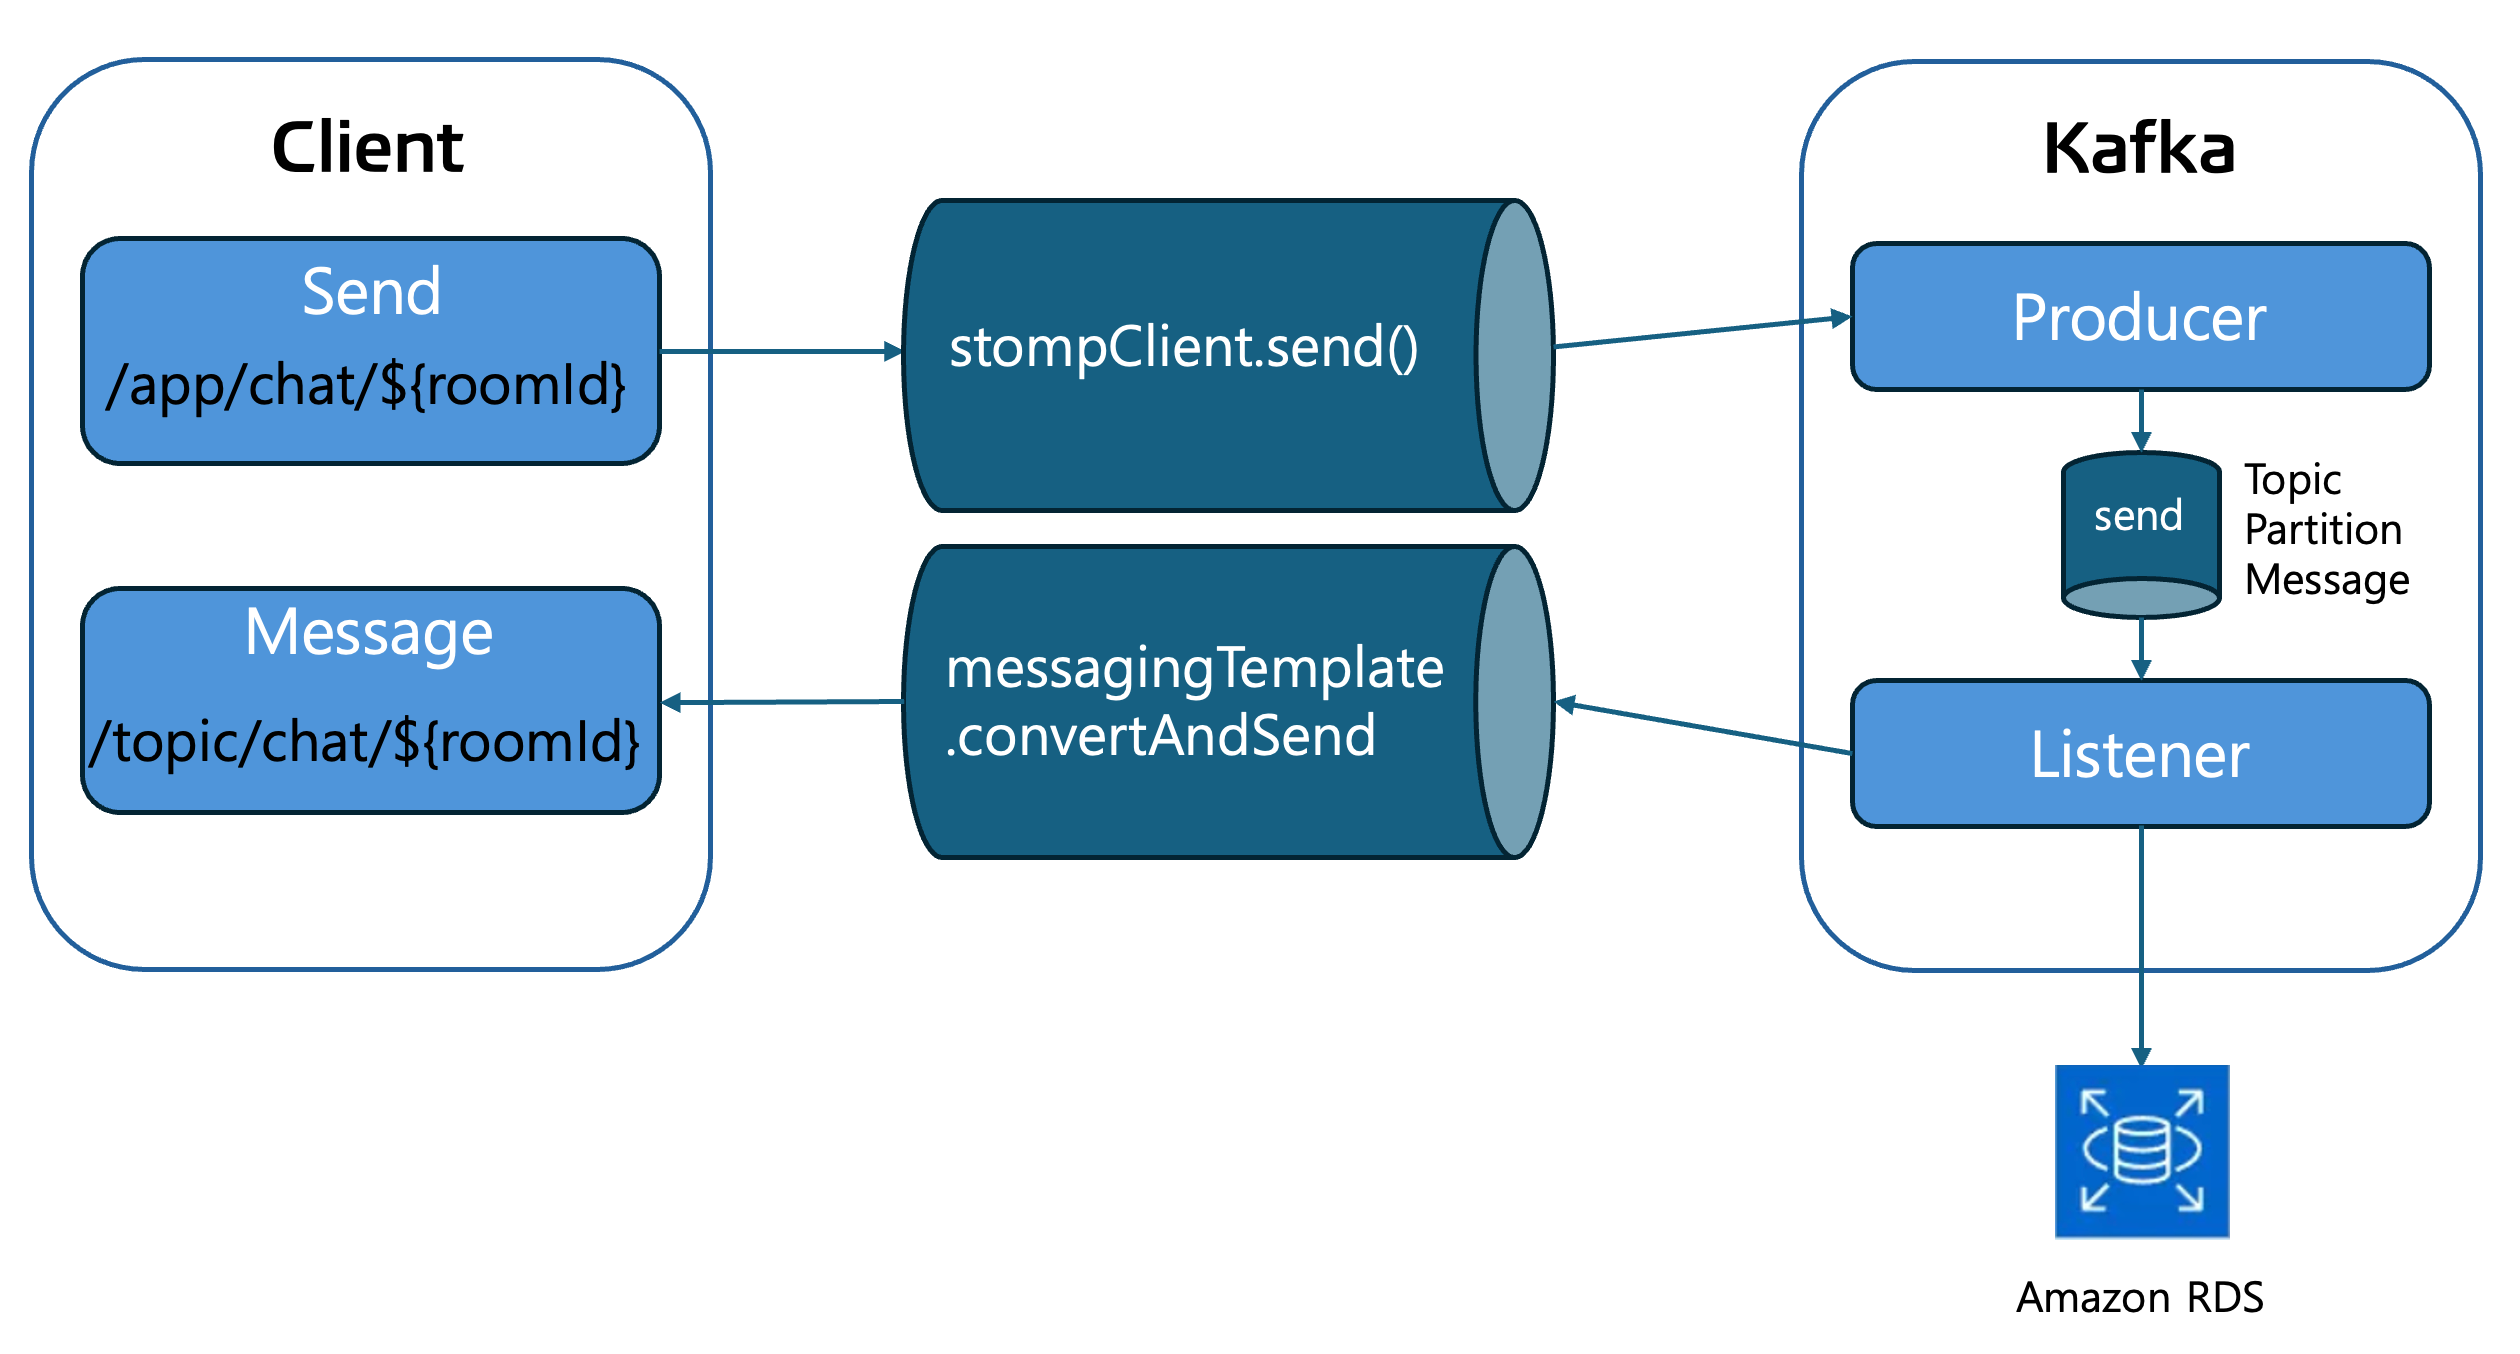 Client
Send
/app/chat/${roomId}
Message
/topic/chat/${roomId}
stompClient.send()
messagingTemplate
.convertAndSend
Kafka
Producer
send
Topic
Partition
Message
Listener
Amazon RDS